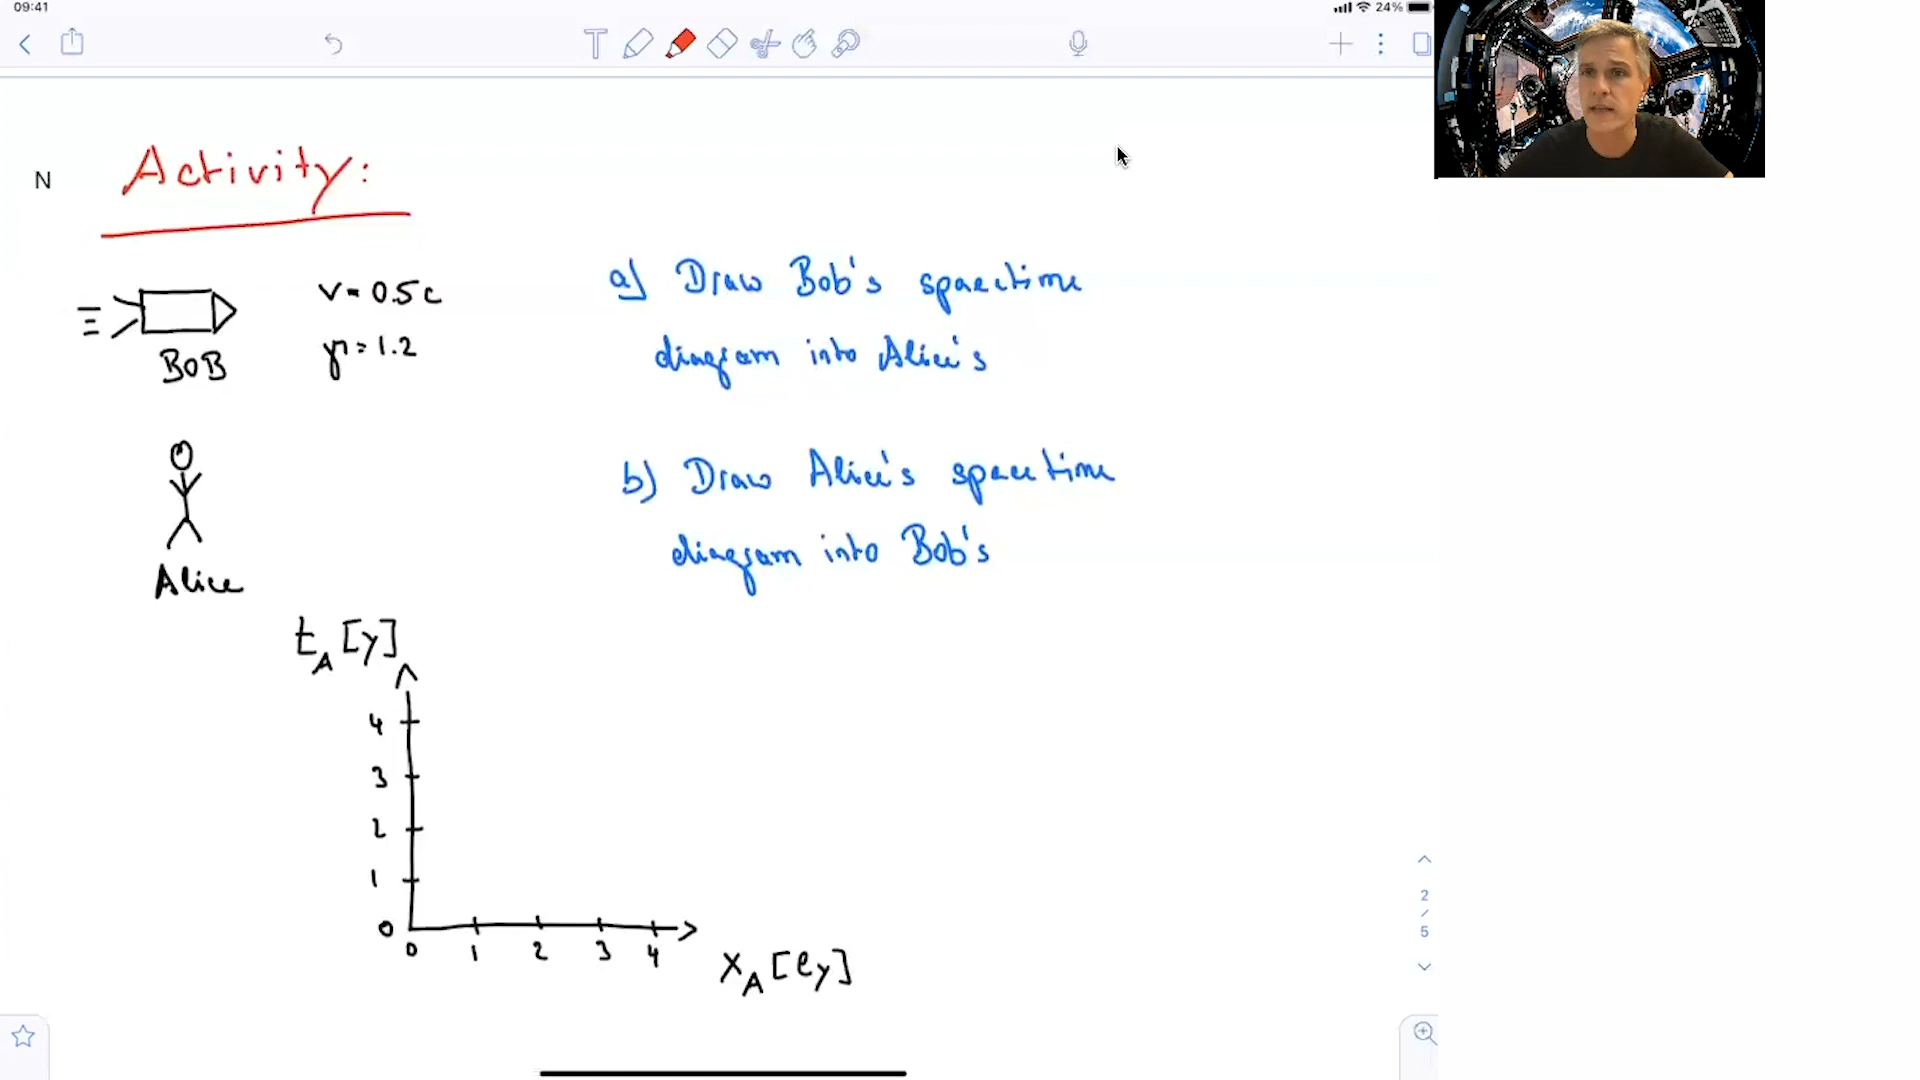 09:41
24%
T
N
Activity:
v = 0.5c
γ = 1.2
BOB
a) Draw Bob's spacetime
diagram into Alice's
b) Draw Alice's spacetime
diagram into Bob's
Alice
t_A [y]
4
3
2
1
0
0 1 2 3 4
x_A [ly]
2
/
5